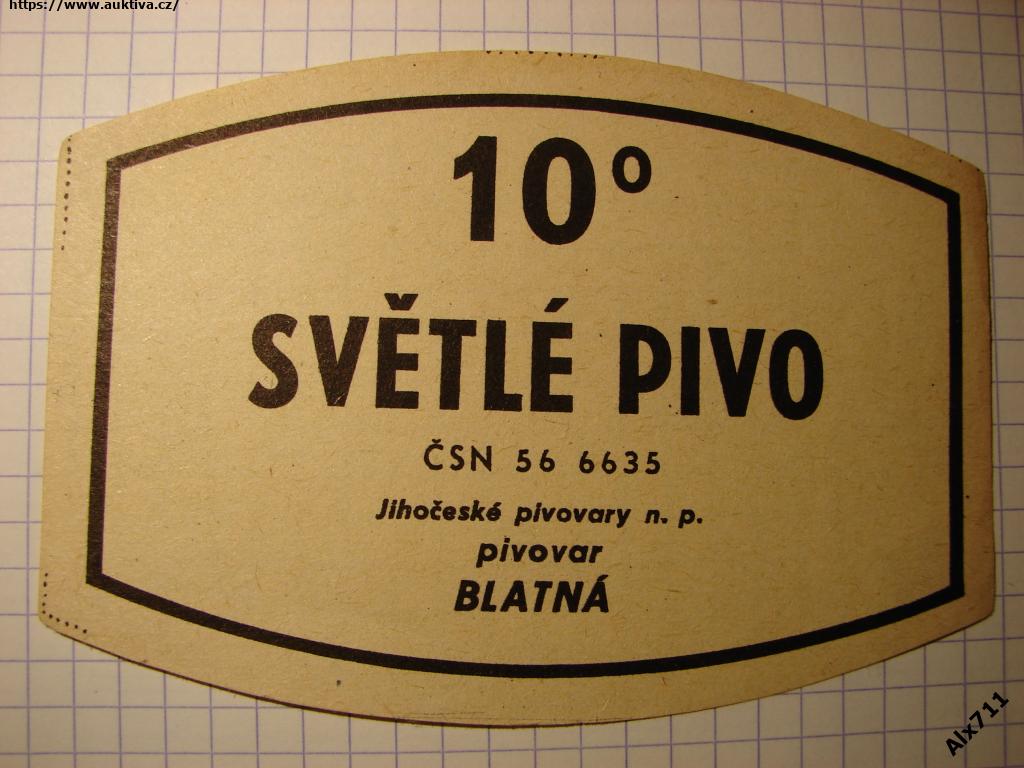 https://www.auktiva.cz/
10°
SVĚTLÉ PIVO
ČSN 56 6635
Jihočeské pivovary n. p.
pivovar
BLATNÁ
Alx711